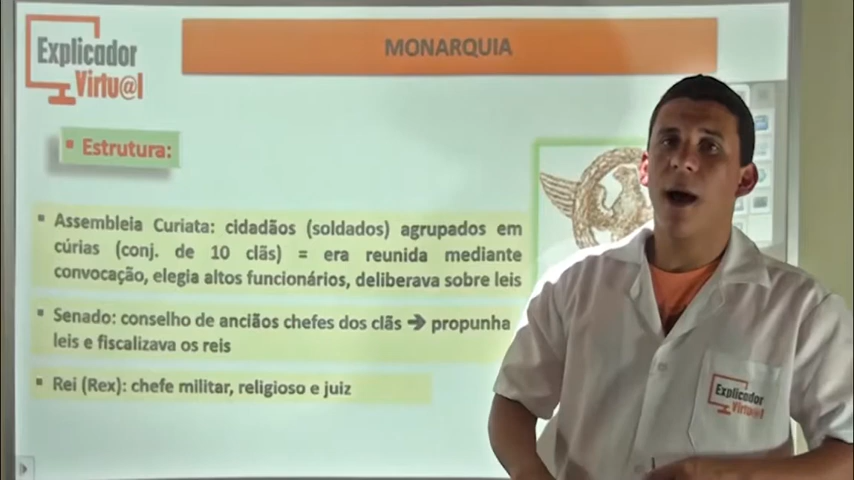 Explicador
Virtu@l
MONARQUIA
Estrutura:
Assembleia Curiata: cidadãos (soldados) agrupados em
cúrias (conj. de 10 clãs) = era reunida mediante
convocação, elegia altos funcionários, deliberava sobre leis
Senado: conselho de anciãos chefes dos clãs → propunha
leis e fiscalizava os reis
Rei (Rex): chefe militar, religioso e juiz
Explicador
Virtu@l